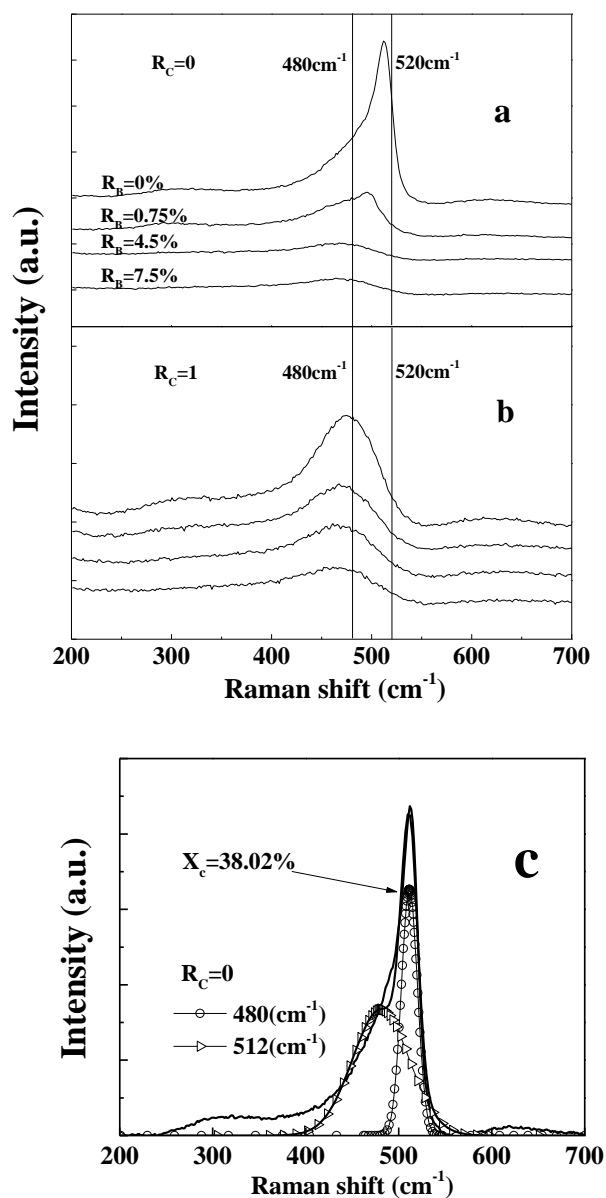 R_C=0 480cm⁻¹ 520cm⁻¹
a
R_B=0%
R_B=0.75%
R_B=4.5%
R_B=7.5%
Intensity (a.u.)
R_C=1 480cm⁻¹ 520cm⁻¹
b
200 300 400 500 600 700
Raman shift (cm⁻¹)
X_c=38.02%
c
R_C=0
480(cm⁻¹)
512(cm⁻¹)
Intensity (a.u.)
200 300 400 500 600 700
Raman shift (cm⁻¹)